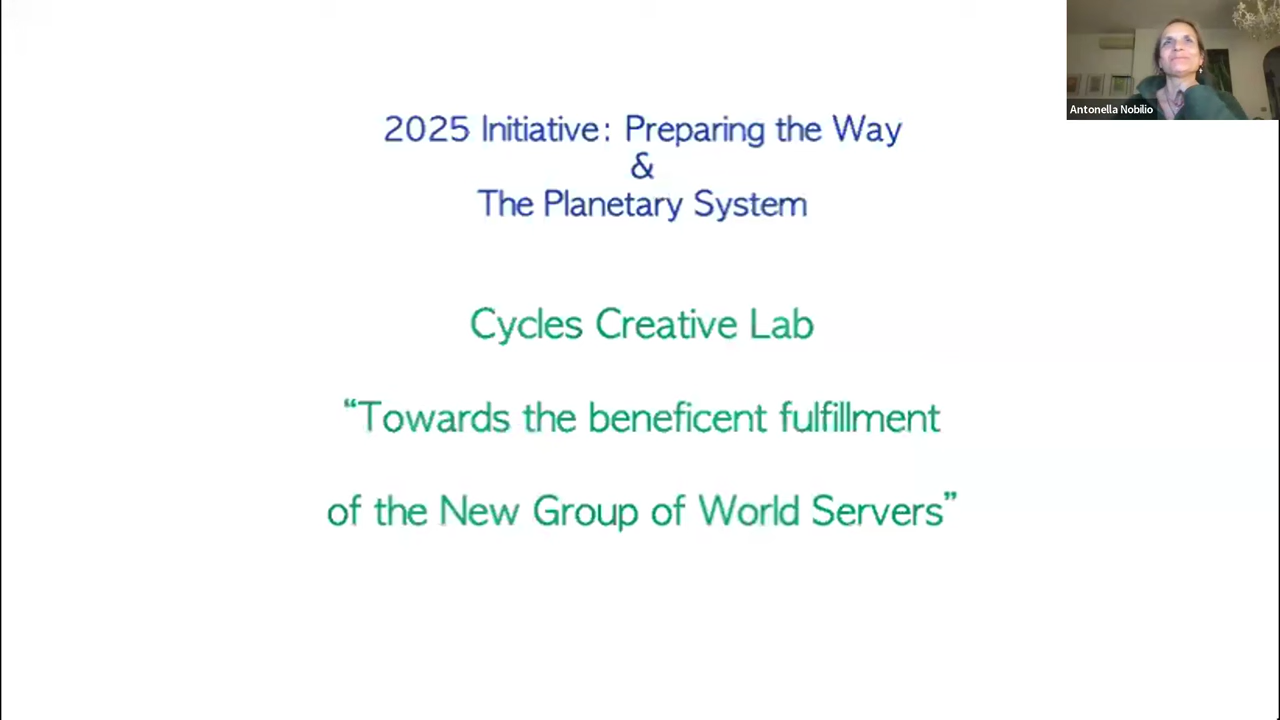 2025 Initiative: Preparing the Way
&
The Planetary System
Cycles Creative Lab
“Towards the beneficent fulfillment
of the New Group of World Servers”
Antonella Nobilio